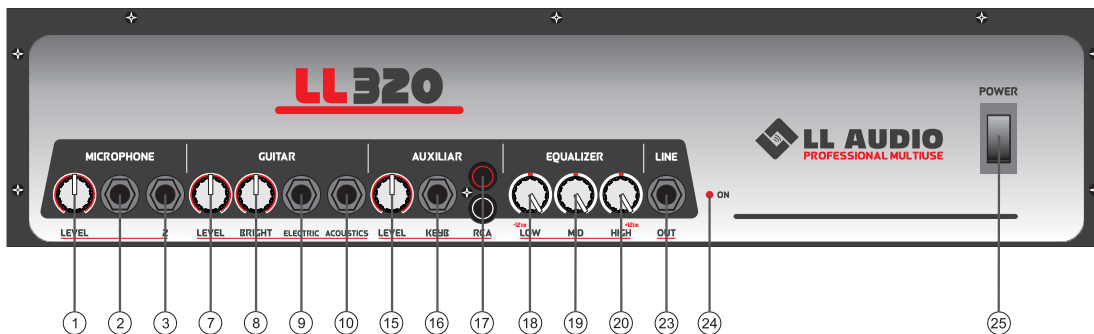 LL320
POWER
LL AUDIO
PROFESSIONAL MULTIUSE
MICROPHONE GUITAR AUXILIAR EQUALIZER LINE
ON
-12DB +12DB
LEVEL 2 LEVEL BRIGHT ELECTRIC ACOUSTICS LEVEL KEYB RCA LOW MID HIGH OUT
1 2 3 7 8 9 10 15 16 17 18 19 20 23 24 25